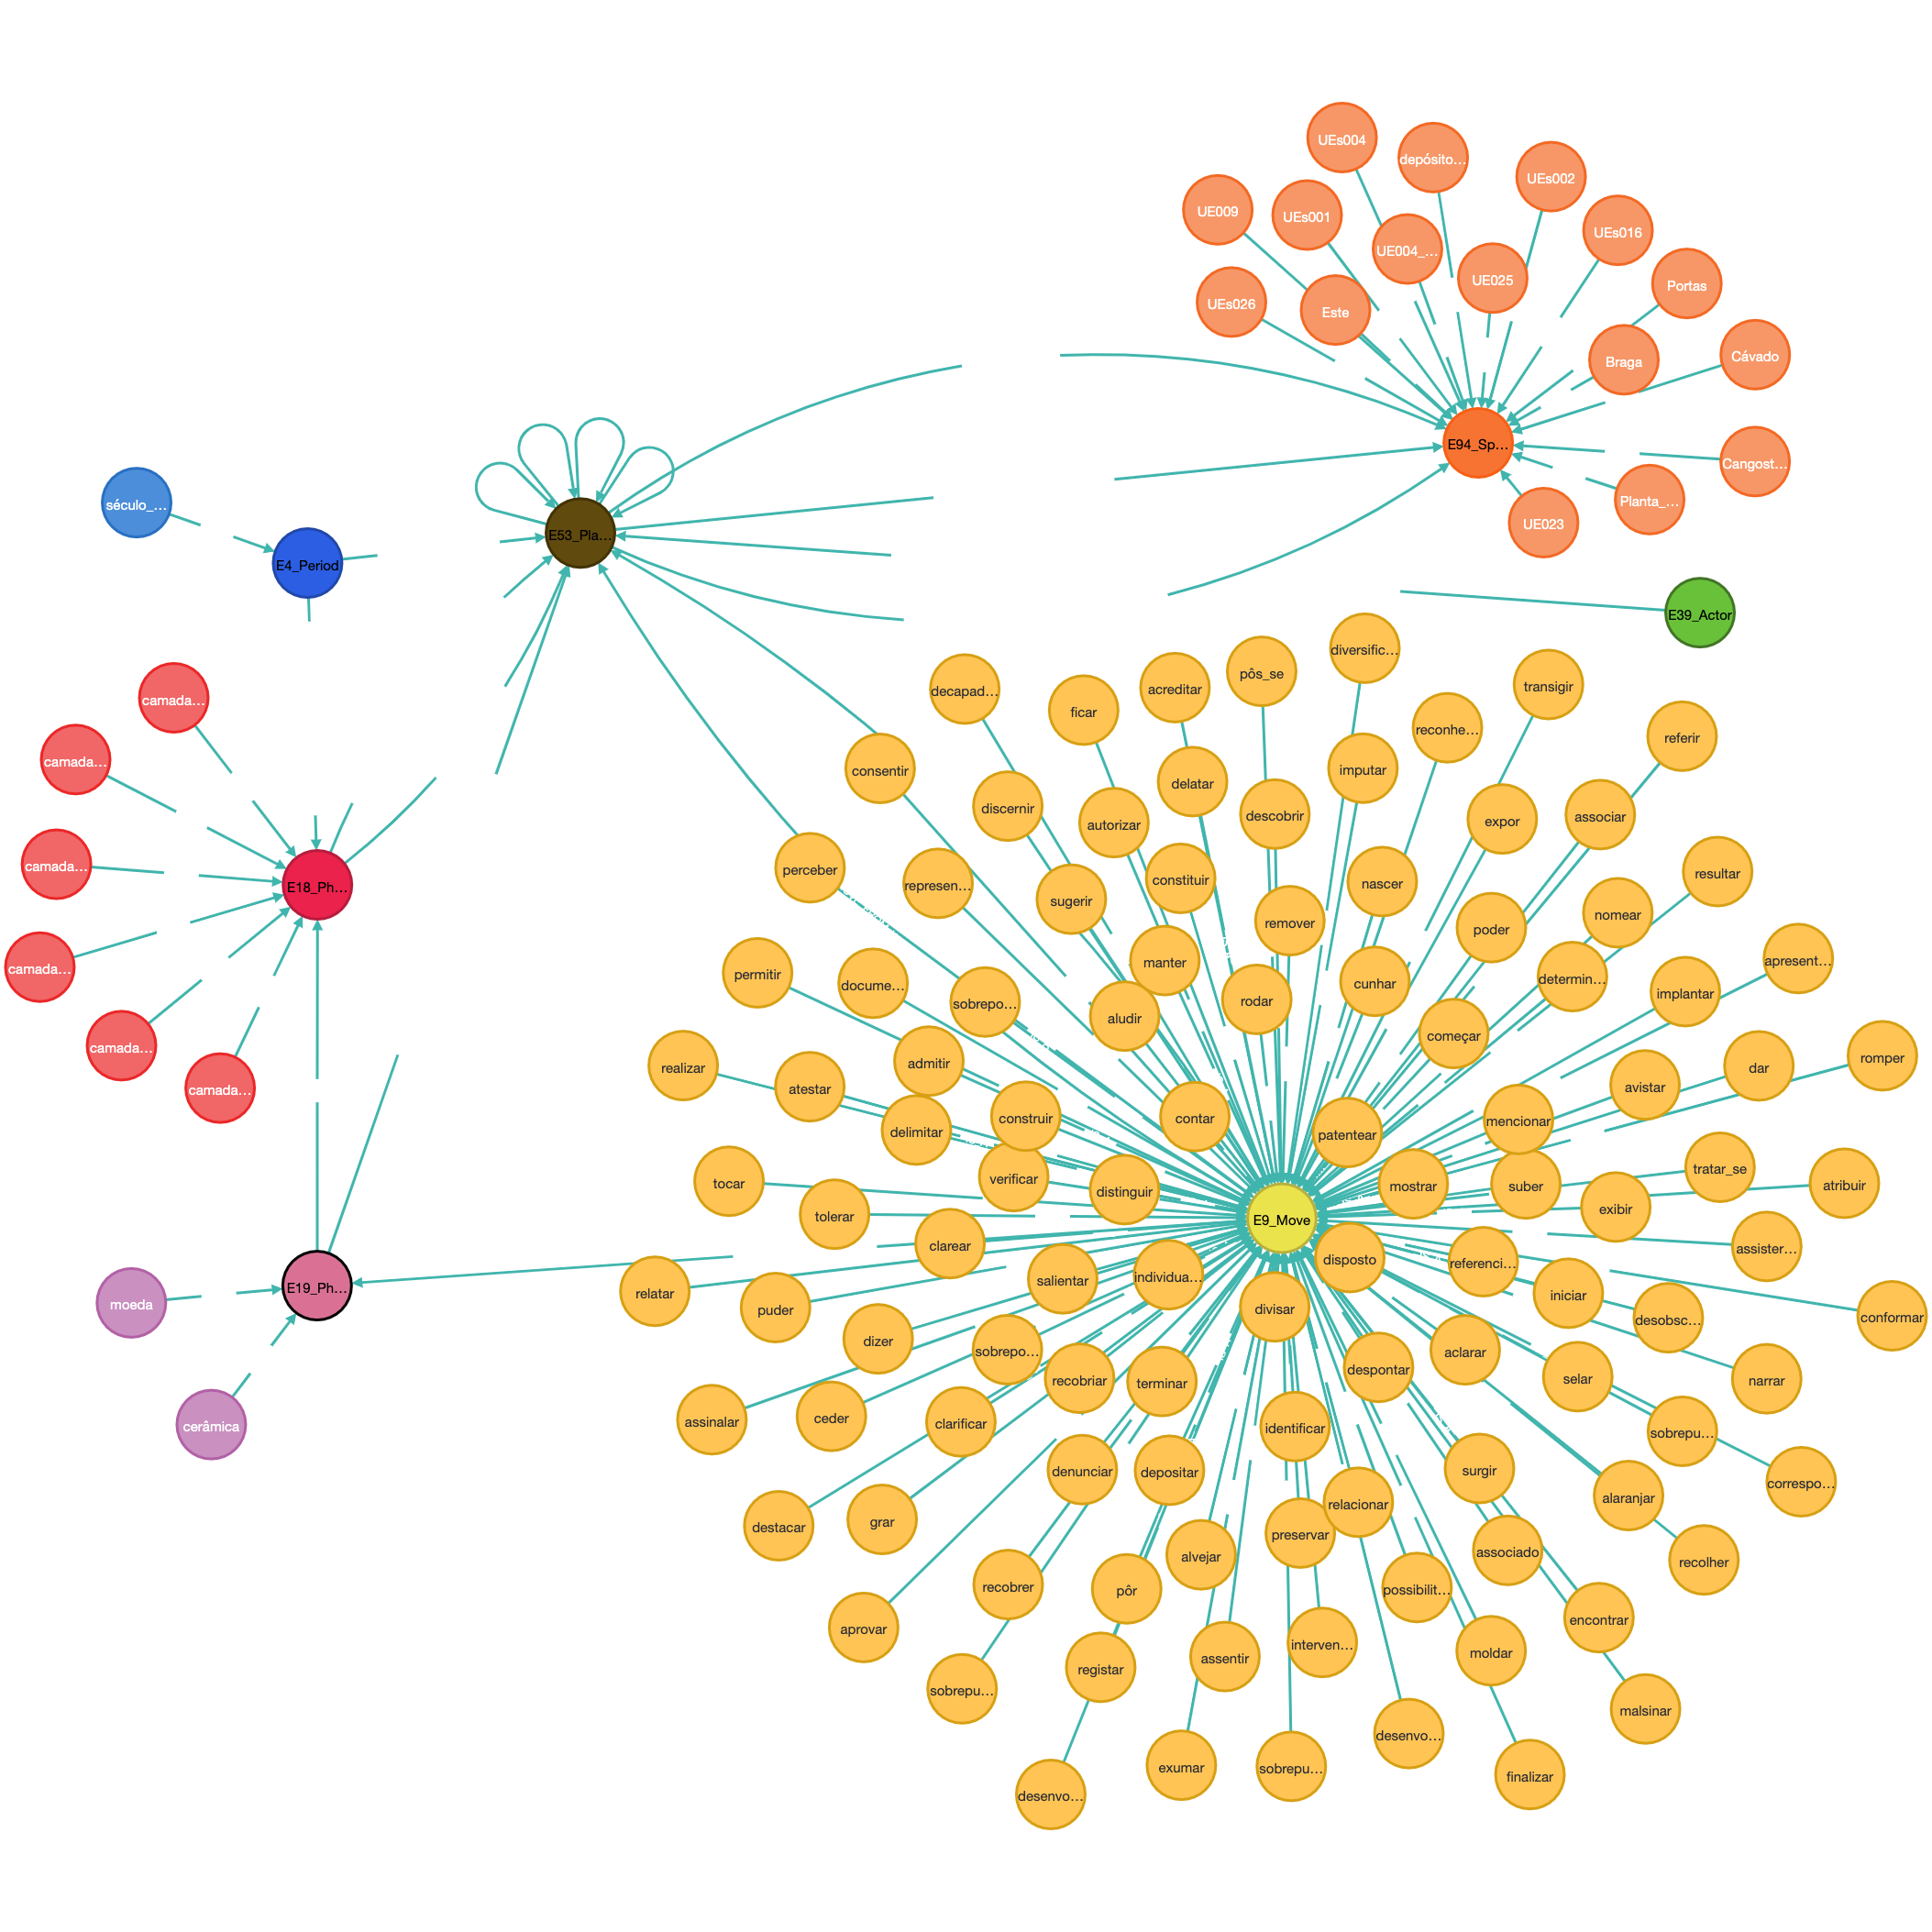 UEs004
depósito…
UEs002
UE009
UEs001
UEs016
UE004_…
UE025
Portas
UEs026
Este
Braga
Cávado
E94_Sp…
Cangost…
Planta_…
UE023
século_…
E53_Pla…
E4_Period
E39_Actor
camada…
camada…
camada…
E18_Ph…
camada…
camada…
camada…
E19_Ph…
moeda
cerâmica
diversific…
pôs_se
acreditar
transigir
decapad…
ficar
reconhe…
referir
consentir
imputar
delatar
discernir
descobrir
associar
expor
autorizar
perceber
resultar
constituir
nascer
represen…
sugerir
nomear
remover
poder
apresent…
manter
permitir
determin…
cunhar
docume…
implantar
rodar
sobrepo…
aludir
começar
romper
admitir
realizar
dar
avistar
atestar
construir
contar
mencionar
delimitar
patentear
tratar_se
verificar
tocar
atribuir
mostrar
suber
distinguir
exibir
tolerar
E9_Move
assister…
clarear
disposto
referenci…
individua…
salientar
relatar
iniciar
puder
divisar
conformar
desobsc…
dizer
sobrepo…
aclarar
despontar
recobriar
selar
narrar
terminar
ceder
assinalar
clarificar
identificar
sobrepu…
surgir
denunciar
depositar
correspo…
alaranjar
relacionar
grar
destacar
preservar
associado
alvejar
recolher
recobrer
possibilit…
pôr
encontrar
aprovar
interven…
moldar
assentir
registar
sobrepu…
malsinar
desenvo…
exumar
sobrepu…
finalizar
desenvo…